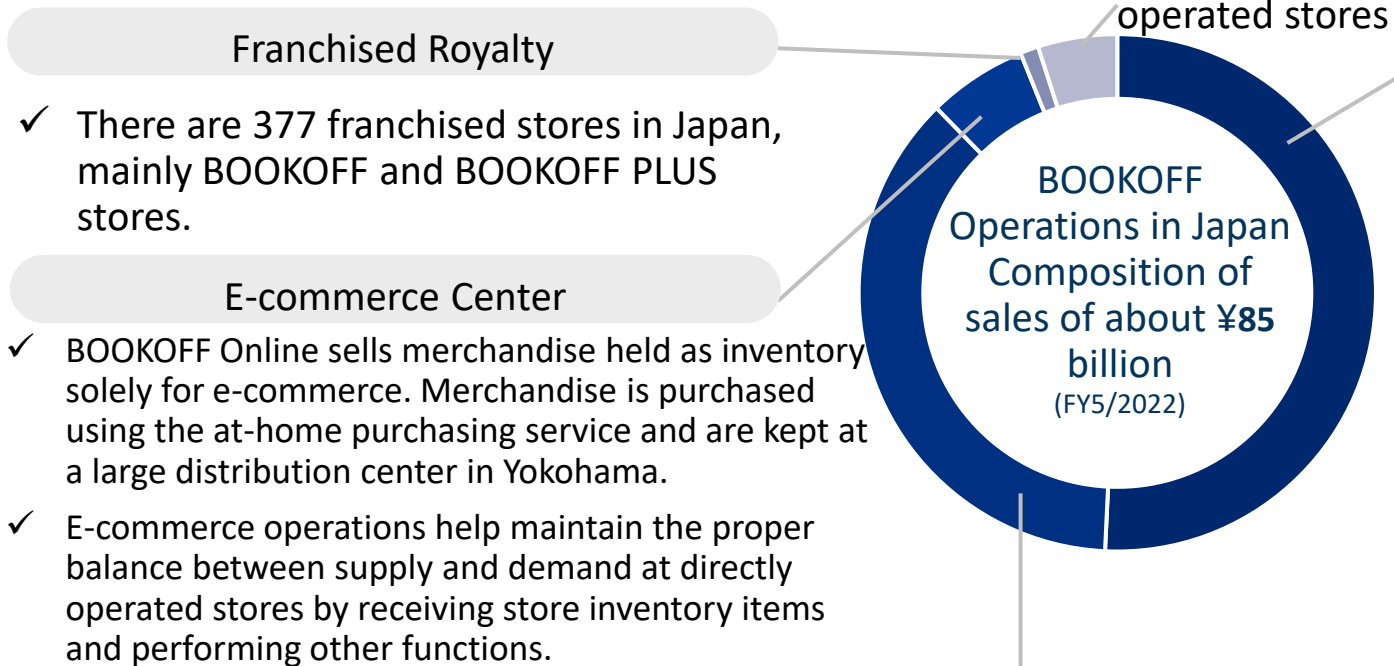 operated stores
Franchised Royalty
✓ There are 377 franchised stores in Japan,
mainly BOOKOFF and BOOKOFF PLUS
stores.
E-commerce Center
✓ BOOKOFF Online sells merchandise held as inventory
solely for e-commerce. Merchandise is purchased
using the at-home purchasing service and are kept at
a large distribution center in Yokohama.
✓ E-commerce operations help maintain the proper
balance between supply and demand at directly
operated stores by receiving store inventory items
and performing other functions.
BOOKOFF
Operations in Japan
Composition of
sales of about ¥85
billion
(FY5/2022)